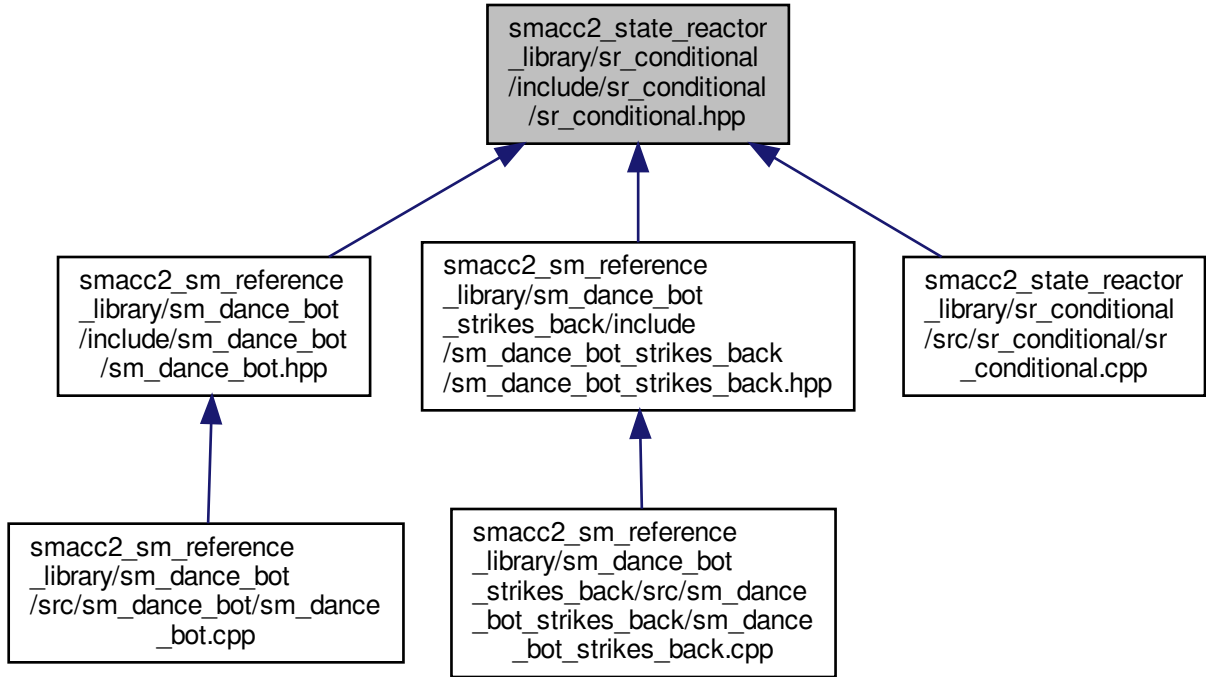 smacc2_state_reactor
_library/sr_conditional
/include/sr_conditional
/sr_conditional.hpp
smacc2_sm_reference
_library/sm_dance_bot
/include/sm_dance_bot
/sm_dance_bot.hpp
smacc2_sm_reference
_library/sm_dance_bot
_strikes_back/include
/sm_dance_bot_strikes_back
/sm_dance_bot_strikes_back.hpp
smacc2_state_reactor
_library/sr_conditional
/src/sr_conditional/sr
_conditional.cpp
smacc2_sm_reference
_library/sm_dance_bot
/src/sm_dance_bot/sm_dance
_bot.cpp
smacc2_sm_reference
_library/sm_dance_bot
_strikes_back/src/sm_dance
_bot_strikes_back/sm_dance
_bot_strikes_back.cpp